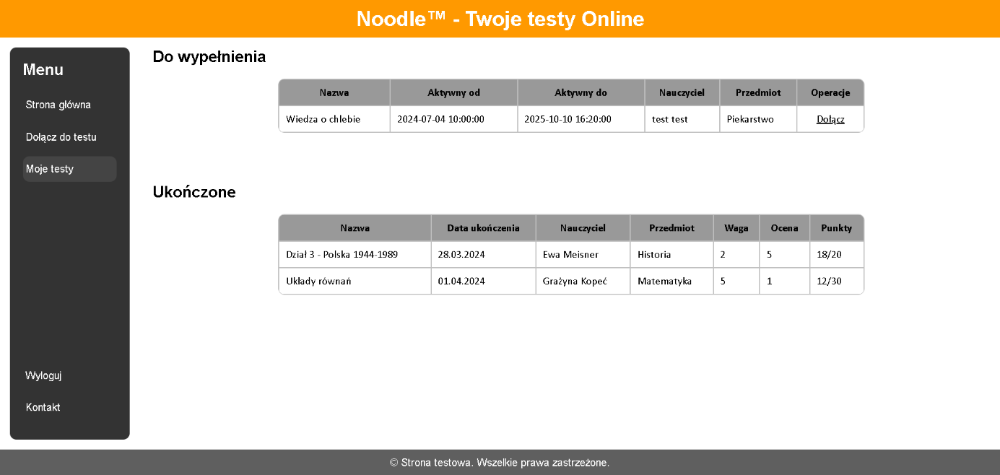 Noodle™ - Twoje testy Online
Menu
Strona główna
Dołącz do testu
Moje testy
Wyloguj
Kontakt
Do wypełnienia
Nazwa Aktywny od Aktywny do Nauczyciel Przedmiot Operacje
Wiedza o chlebie 2024-07-04 10:00:00 2025-10-10 16:20:00 test test Piekarstwo Dołącz
Ukończone
Nazwa Data ukończenia Nauczyciel Przedmiot Waga Ocena Punkty
Dział 3 - Polska 1944-1989 28.03.2024 Ewa Meisner Historia 2 5 18/20
Układy równań 01.04.2024 Grażyna Kopeć Matematyka 5 1 12/30
© Strona testowa. Wszelkie prawa zastrzeżone.